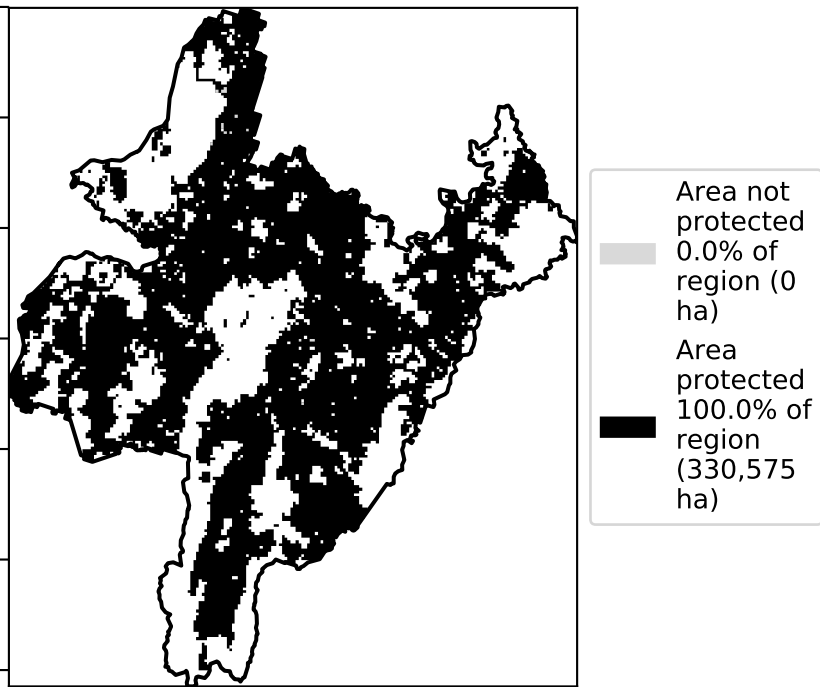 Area not
protected
0.0% of
region (0
ha)
Area
protected
100.0% of
region
(330,575
ha)